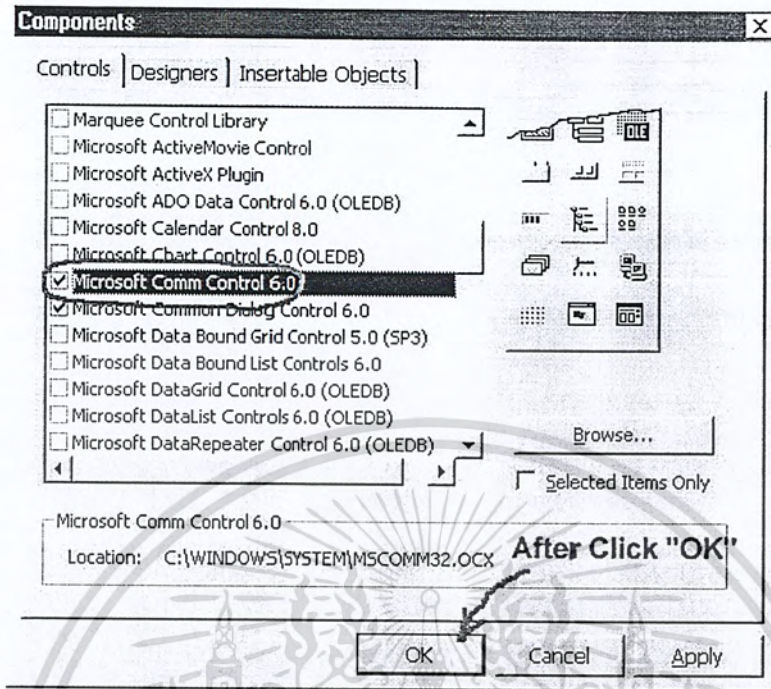 Components
Controls Designers Insertable Objects
Marquee Control Library
Microsoft ActiveMovie Control
Microsoft ActiveX Plugin
Microsoft ADO Data Control 6.0 (OLEDB)
Microsoft Calendar Control 8.0
Microsoft Chart Control 6.0 (OLEDB)
Microsoft Comm Control 6.0
Microsoft Common Dialog Control 6.0
Microsoft Data Bound Grid Control 5.0 (SP3)
Microsoft Data Bound List Controls 6.0
Microsoft DataGrid Control 6.0 (OLEDB)
Microsoft DataList Controls 6.0 (OLEDB)
Microsoft DataRepeater Control 6.0 (OLEDB)
OLE
Browse...
Selected Items Only
Microsoft Comm Control 6.0
Location: C:\WINDOWS\SYSTEM\MSCOMM32.OCX
After Click "OK"
OK Cancel Apply